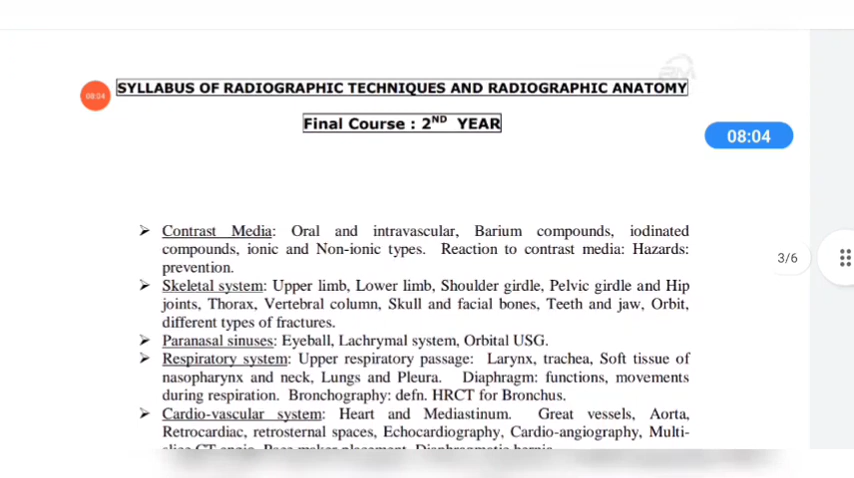 SYLLABUS OF RADIOGRAPHIC TECHNIQUES AND RADIOGRAPHIC ANATOMY
08:04
Final Course : 2ND YEAR
08:04
➢ Contrast Media: Oral and intravascular, Barium compounds, iodinated
compounds, ionic and Non-ionic types. Reaction to contrast media: Hazards:
prevention.
3/6
➢ Skeletal system: Upper limb, Lower limb, Shoulder girdle, Pelvic girdle and Hip
joints, Thorax, Vertebral column, Skull and facial bones, Teeth and jaw, Orbit,
different types of fractures.
➢ Paranasal sinuses: Eyeball, Lachrymal system, Orbital USG.
➢ Respiratory system: Upper respiratory passage: Larynx, trachea, Soft tissue of
nasopharynx and neck, Lungs and Pleura. Diaphragm: functions, movements
during respiration. Bronchography: defn. HRCT for Bronchus.
➢ Cardio-vascular system: Heart and Mediastinum. Great vessels, Aorta,
Retrocardiac, retrosternal spaces, Echocardiography, Cardio-angiography, Multi-